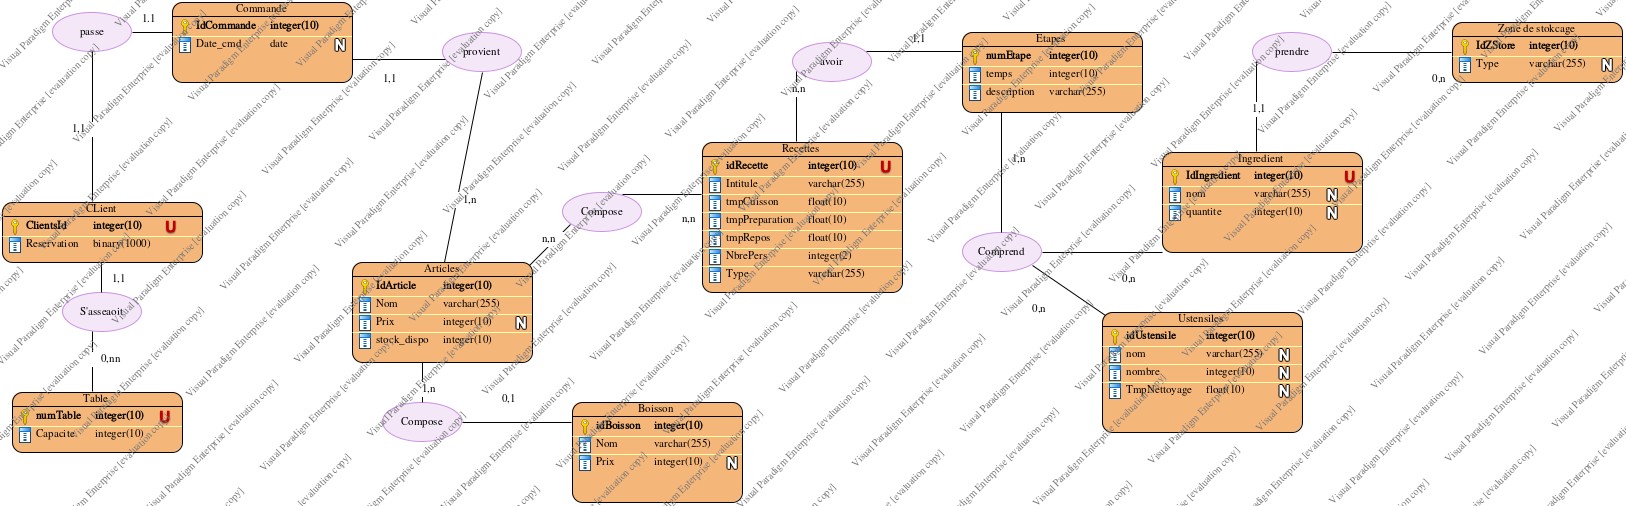 Commande
IdCommande integer(10)
Date_cmd date N
passe
1,1
provient
1,1
1,1
1,n
CLient
ClientsId integer(10) U
Reservation binary(1000)
1,1
S'asseaoit
0,nn
Table
numTable integer(10) U
Capacite integer(10)
Articles
IdArticle integer(10)
Nom varchar(255)
Prix integer(10) N
stock_dispo integer(10)
1,n
Compose
0,1
Boisson
idBoisson integer(10)
Nom varchar(255)
Prix integer(10) N
Compose
n,n
n,n
Recettes
idRecette integer(10) U
Intitule varchar(255)
tmpCuisson float(10)
tmpPreparation float(10)
tmpRepos float(10)
NbrePers integer(2)
Type varchar(255)
avoir
n,n
1,1
Etapes
numEtape integer(10)
temps integer(10)
description varchar(255)
1,n
Comprend
0,n
0,n
prendre
0,n
1,1
Zone de stokcage
IdZStore integer(10)
Type varchar(255) N
Ingredient
IdIngredient integer(10) U
nom varchar(255) N
quantite integer(10) N
Ustensiles
idUstensile integer(10)
nom varchar(255) N
nombre integer(10) N
TmpNettoyage float(10) N
Visual Paradigm Enterprise [evaluation copy]